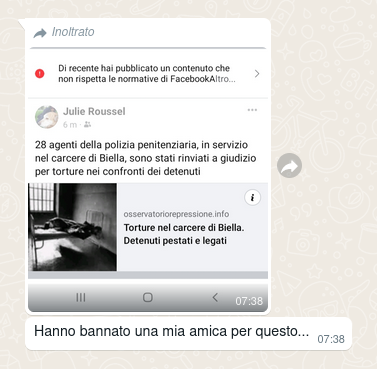 Inoltrato
Di recente hai pubblicato un contenuto che
non rispetta le normative di FacebookAltro...
Julie Roussel
6 m ·
28 agenti della polizia penitenziaria, in servizio
nel carcere di Biella, sono stati rinviati a giudizio
per torture nei confronti dei detenuti
osservatoriorepressione.info
Torture nel carcere di Biella.
Detenuti pestati e legati
07:38
Hanno bannato una mia amica per questo...
07:38